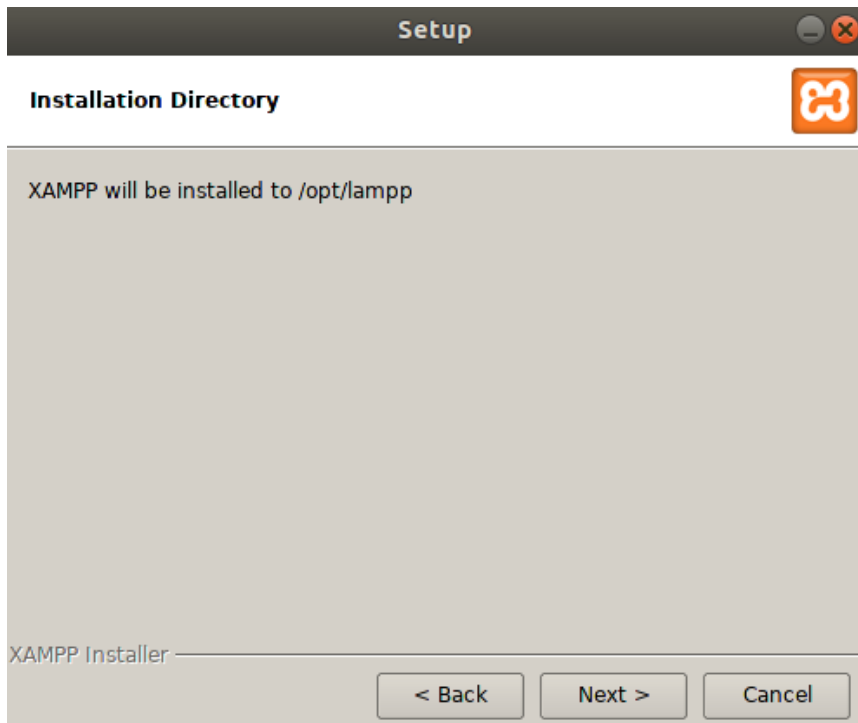 Setup
Installation Directory
XAMPP will be installed to /opt/lampp
XAMPP Installer
< Back
Next >
Cancel